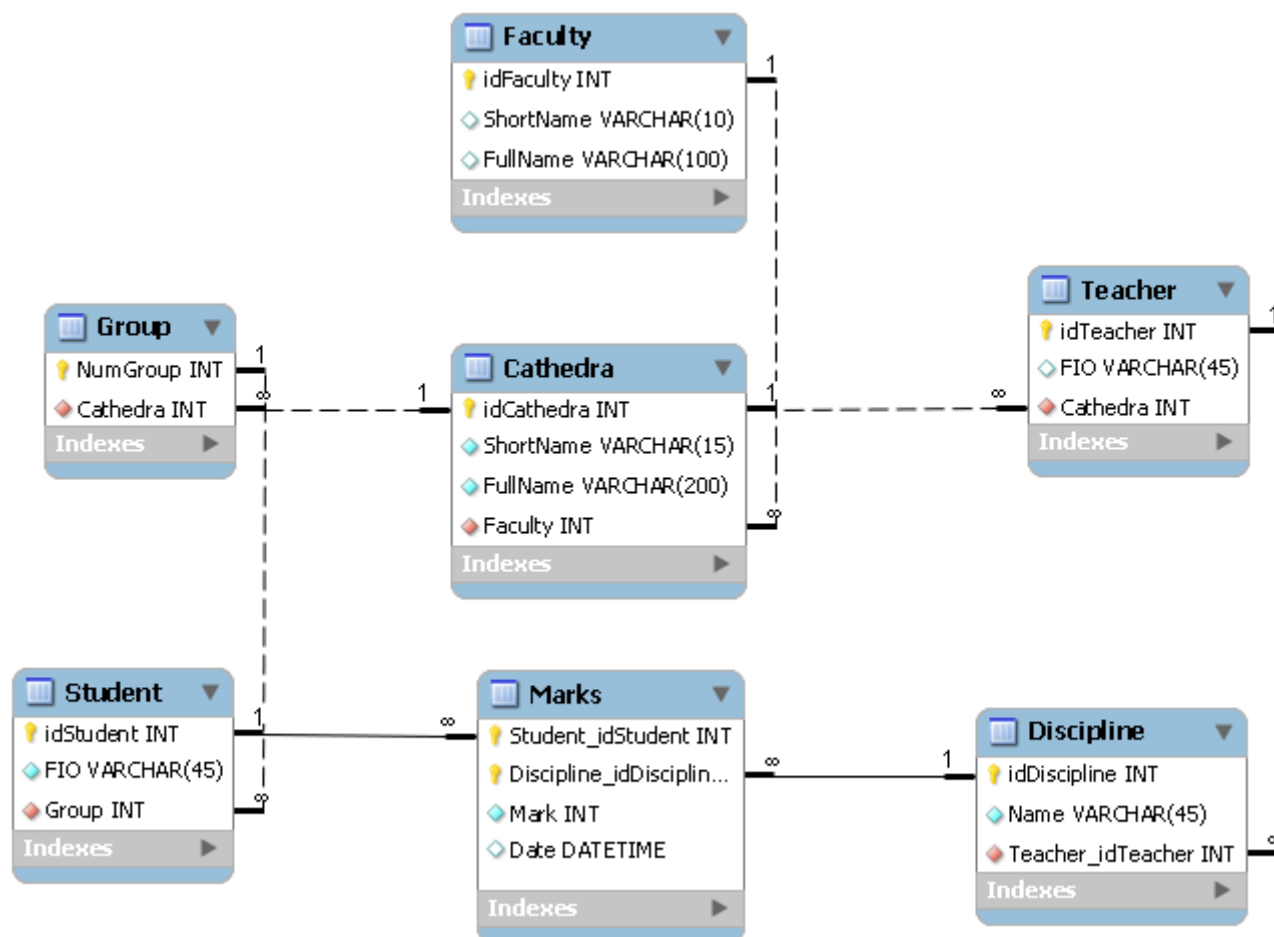 Faculty
idFaculty INT
ShortName VARCHAR(10)
FullName VARCHAR(100)
Indexes
1
Group
NumGroup INT
Cathedra INT
Indexes
1
∞
Cathedra
idCathedra INT
ShortName VARCHAR(15)
FullName VARCHAR(200)
Faculty INT
Indexes
1
1
∞
Teacher
idTeacher INT
FIO VARCHAR(45)
Cathedra INT
Indexes
∞
1
Student
idStudent INT
FIO VARCHAR(45)
Group INT
Indexes
1
∞
Marks
Student_idStudent INT
Discipline_idDisciplin...
Mark INT
Date DATETIME
Indexes
∞
∞
Discipline
idDiscipline INT
Name VARCHAR(45)
Teacher_idTeacher INT
Indexes
1
∞